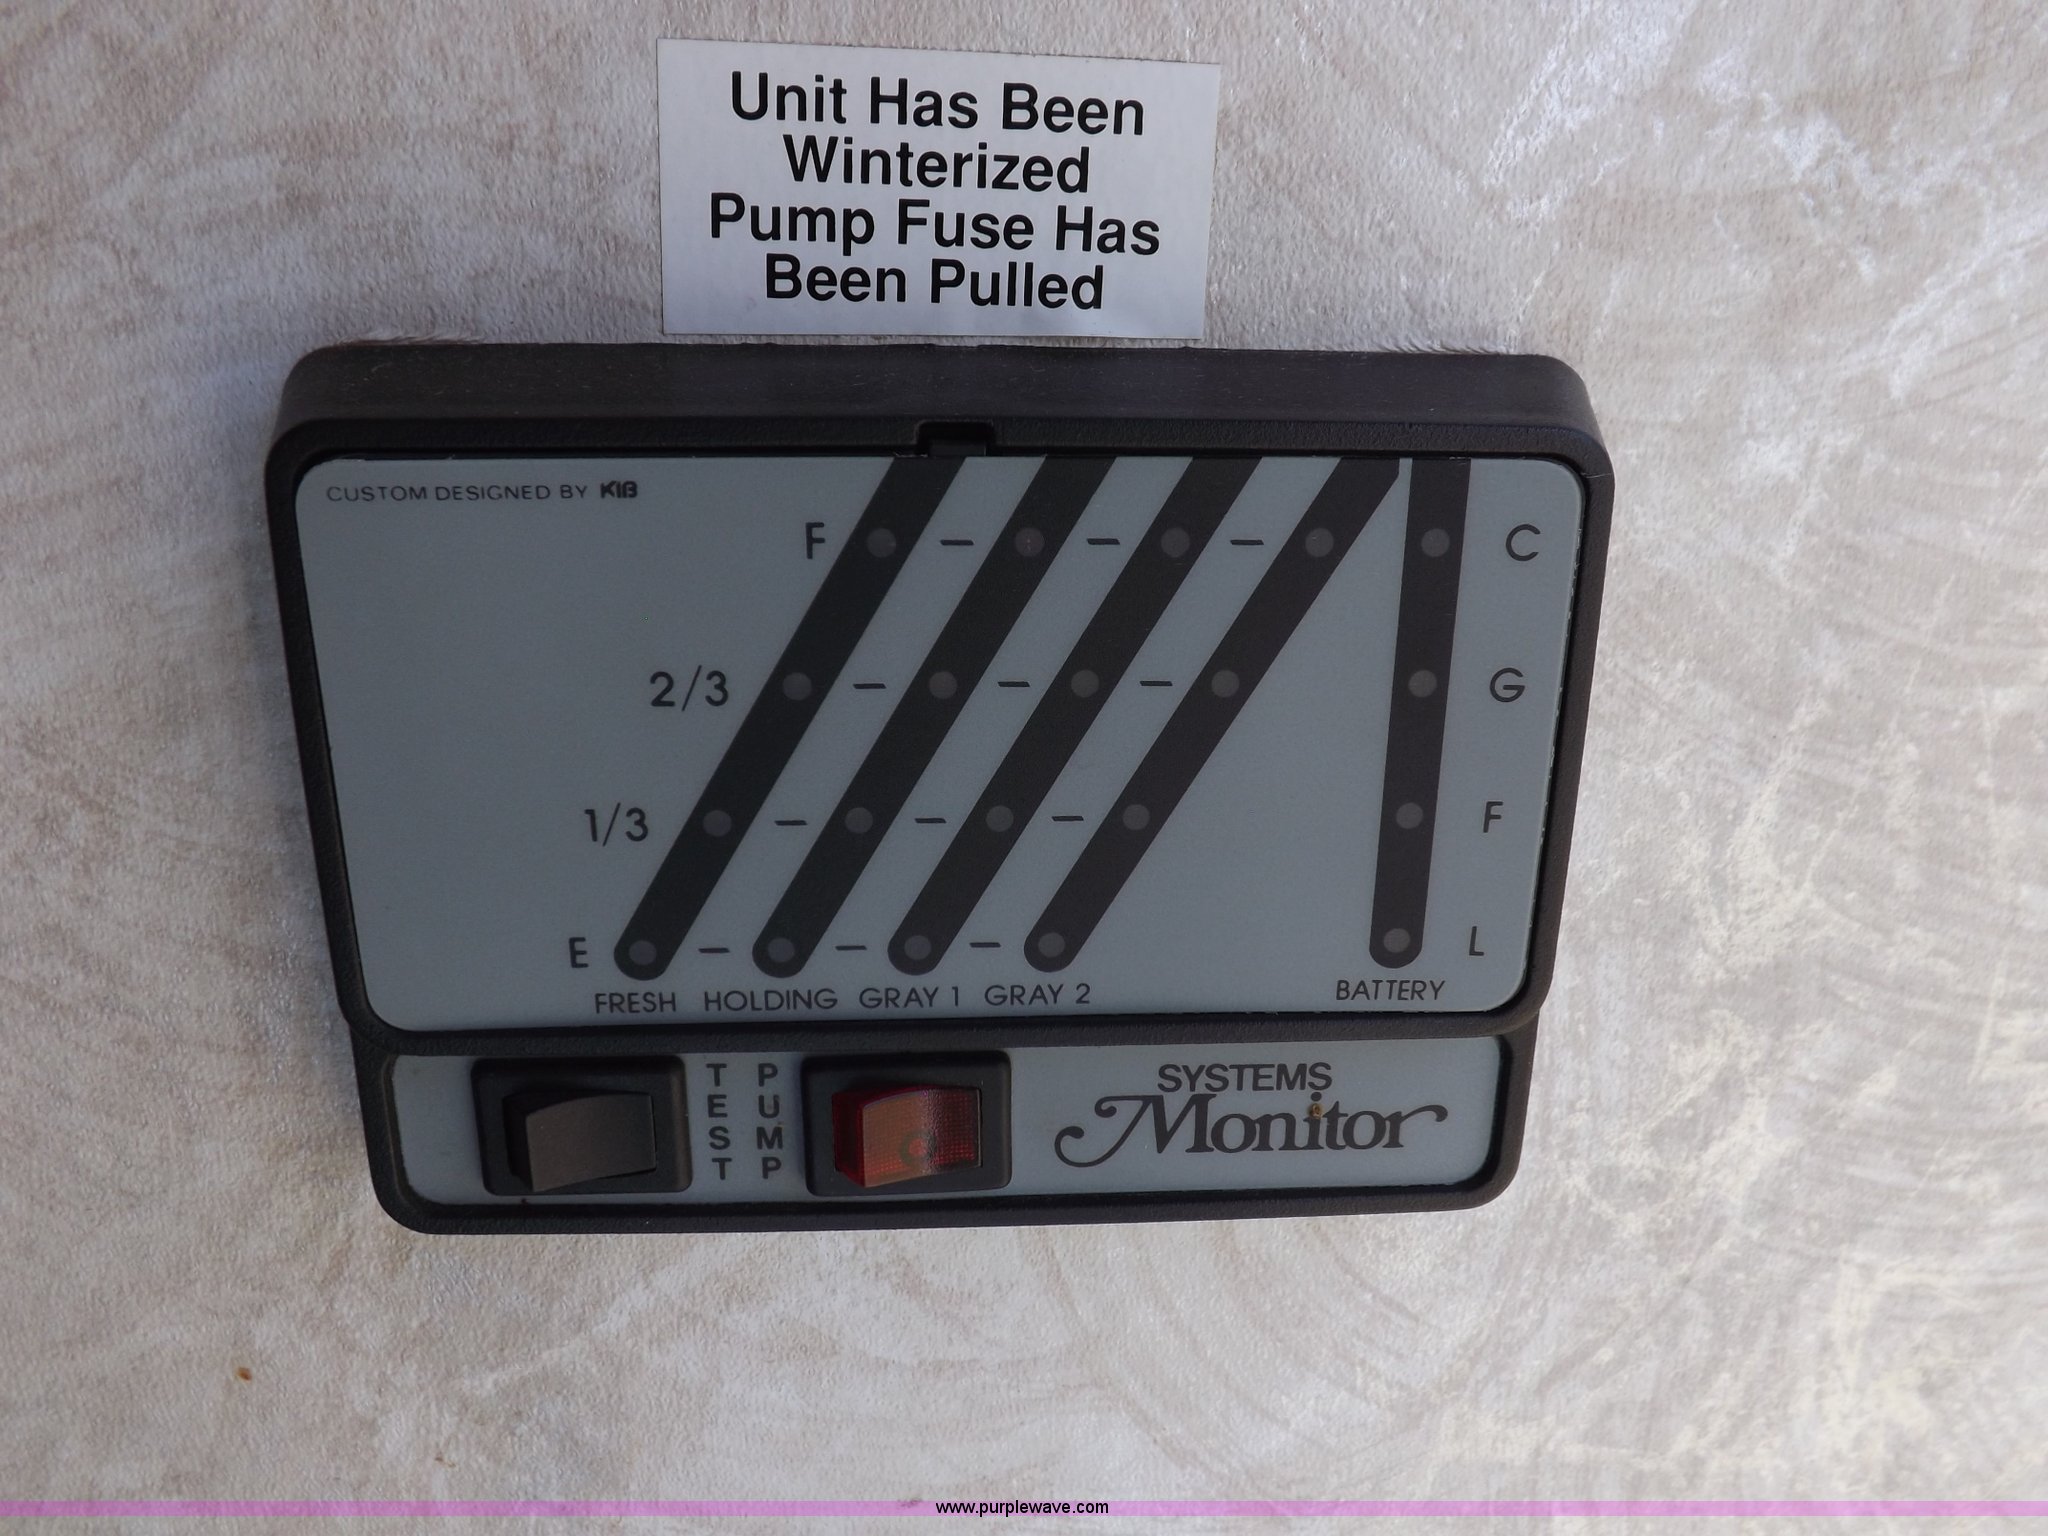 Unit Has Been
Winterized
Pump Fuse Has
Been Pulled
CUSTOM DESIGNED BY KIB
F - - - C
2/3 - - - G
1/3 - - - F
E - - - L
FRESH HOLDING GRAY 1 GRAY 2 BATTERY
TEST PUMP
SYSTEMS
Monitor
www.purplewave.com